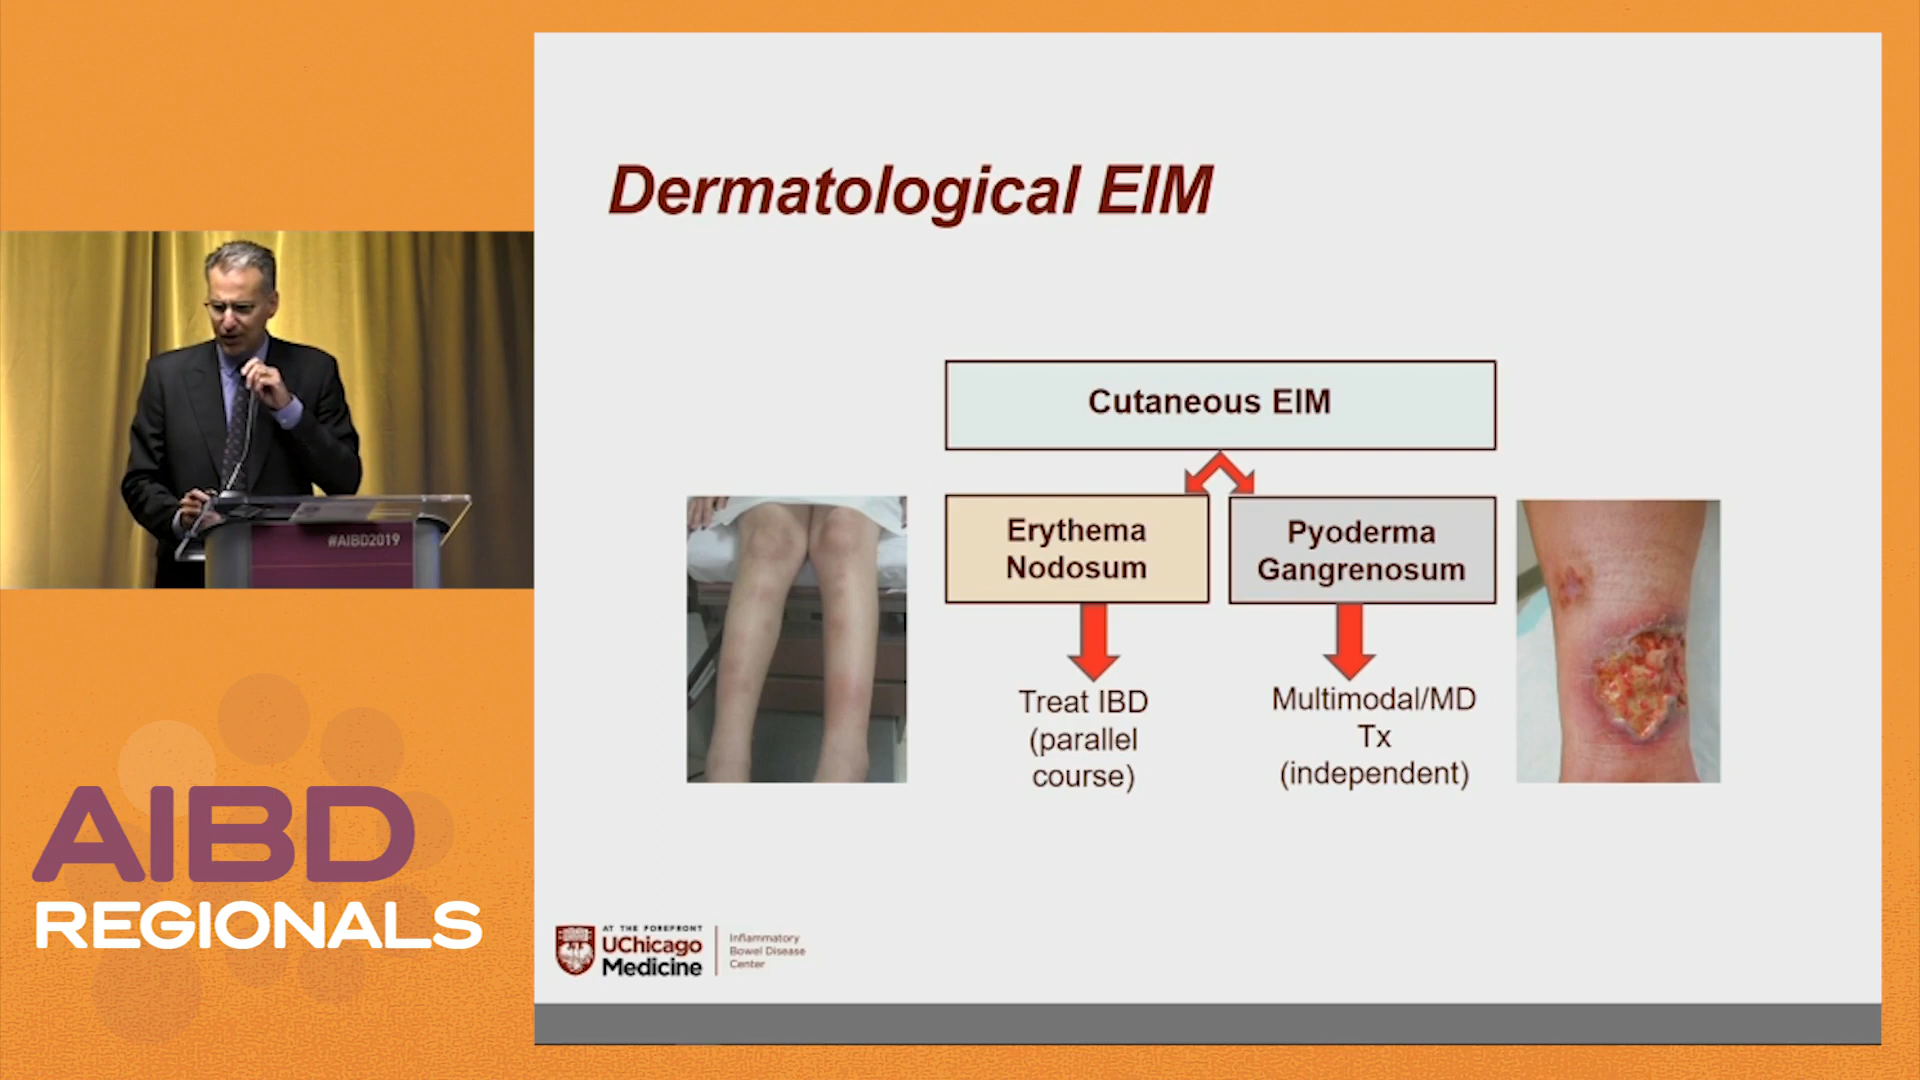 Dermatological EIM
Cutaneous EIM
Erythema
Nodosum
Pyoderma
Gangrenosum
Treat IBD
(parallel
course)
Multimodal/MD
Tx
(independent)
#AIBD2019
AIBD
REGIONALS
AT THE FOREFRONT
UChicago
Medicine
Inflammatory
Bowel Disease
Center